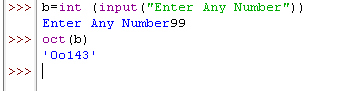 >>> b=int (input("Enter Any Number"))
Enter Any Number99
>>> oct(b)
'0o143'
>>>